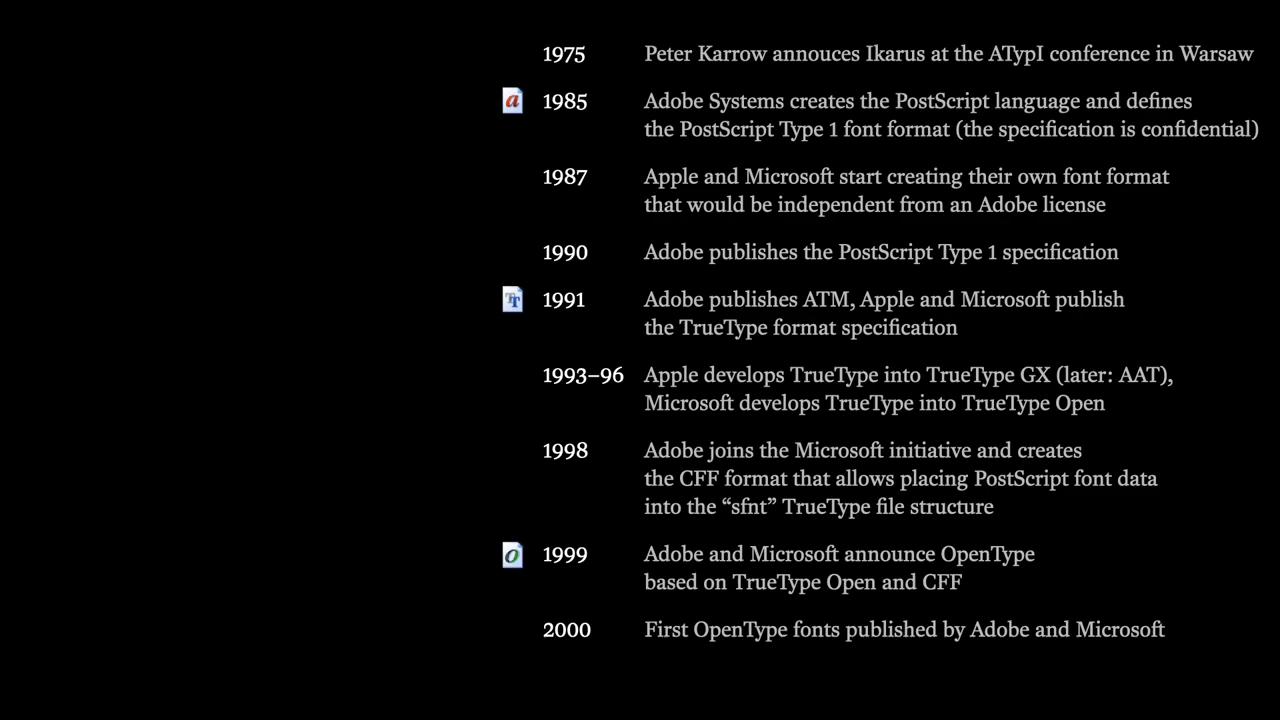 1975 Peter Karrow annouces Ikarus at the ATypI conference in Warsaw
1985 Adobe Systems creates the PostScript language and defines
the PostScript Type 1 font format (the specification is confidential)
1987 Apple and Microsoft start creating their own font format
that would be independent from an Adobe license
1990 Adobe publishes the PostScript Type 1 specification
1991 Adobe publishes ATM, Apple and Microsoft publish
the TrueType format specification
1993–96 Apple develops TrueType into TrueType GX (later: AAT),
Microsoft develops TrueType into TrueType Open
1998 Adobe joins the Microsoft initiative and creates
the CFF format that allows placing PostScript font data
into the “sfnt” TrueType file structure
1999 Adobe and Microsoft announce OpenType
based on TrueType Open and CFF
2000 First OpenType fonts published by Adobe and Microsoft